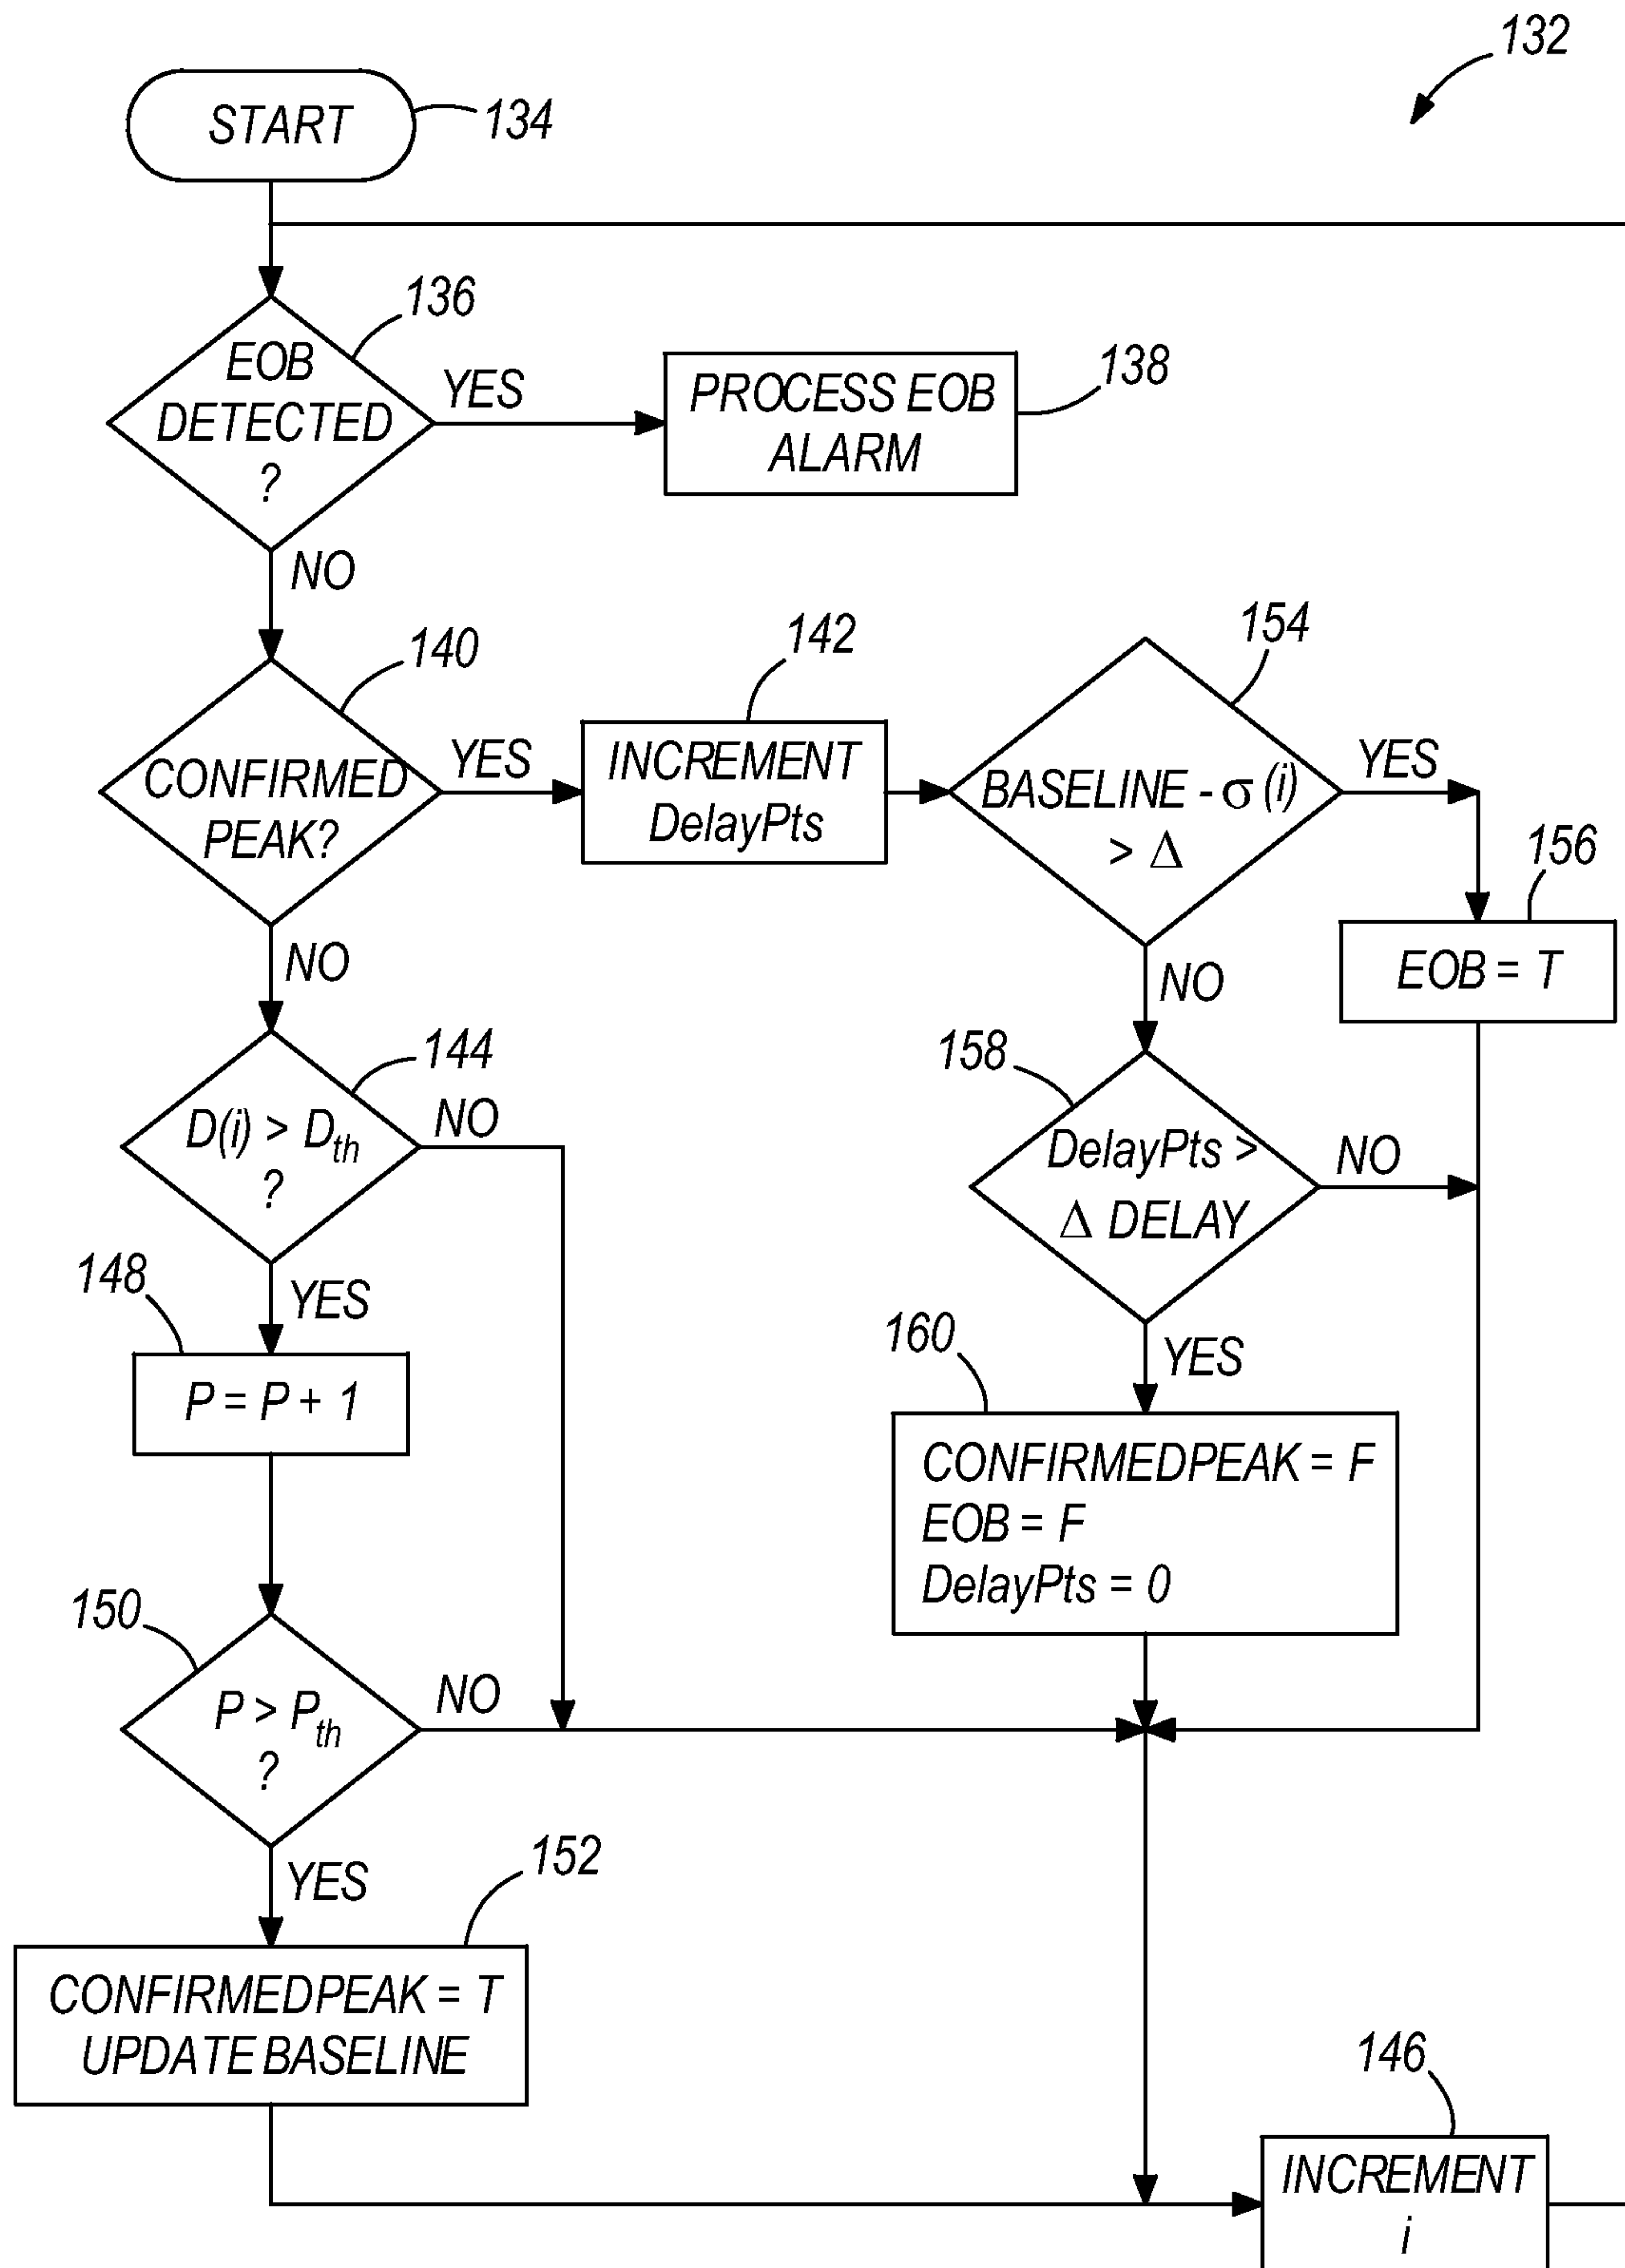 132
START
134
136
EOB
DETECTED
?
YES
PROCESS EOB
ALARM
138
NO
140
CONFIRMED
PEAK?
YES
142
INCREMENT
DelayPts
154
BASELINE - σ (i)
> Δ
YES
156
EOB = T
NO
NO
144
D(i) > Dth
?
NO
158
DelayPts >
Δ DELAY
NO
YES
148
P = P + 1
YES
160
CONFIRMEDPEAK = F
EOB = F
DelayPts = 0
150
P > Pth
?
NO
YES
152
CONFIRMEDPEAK = T
UPDATE BASELINE
146
INCREMENT
i